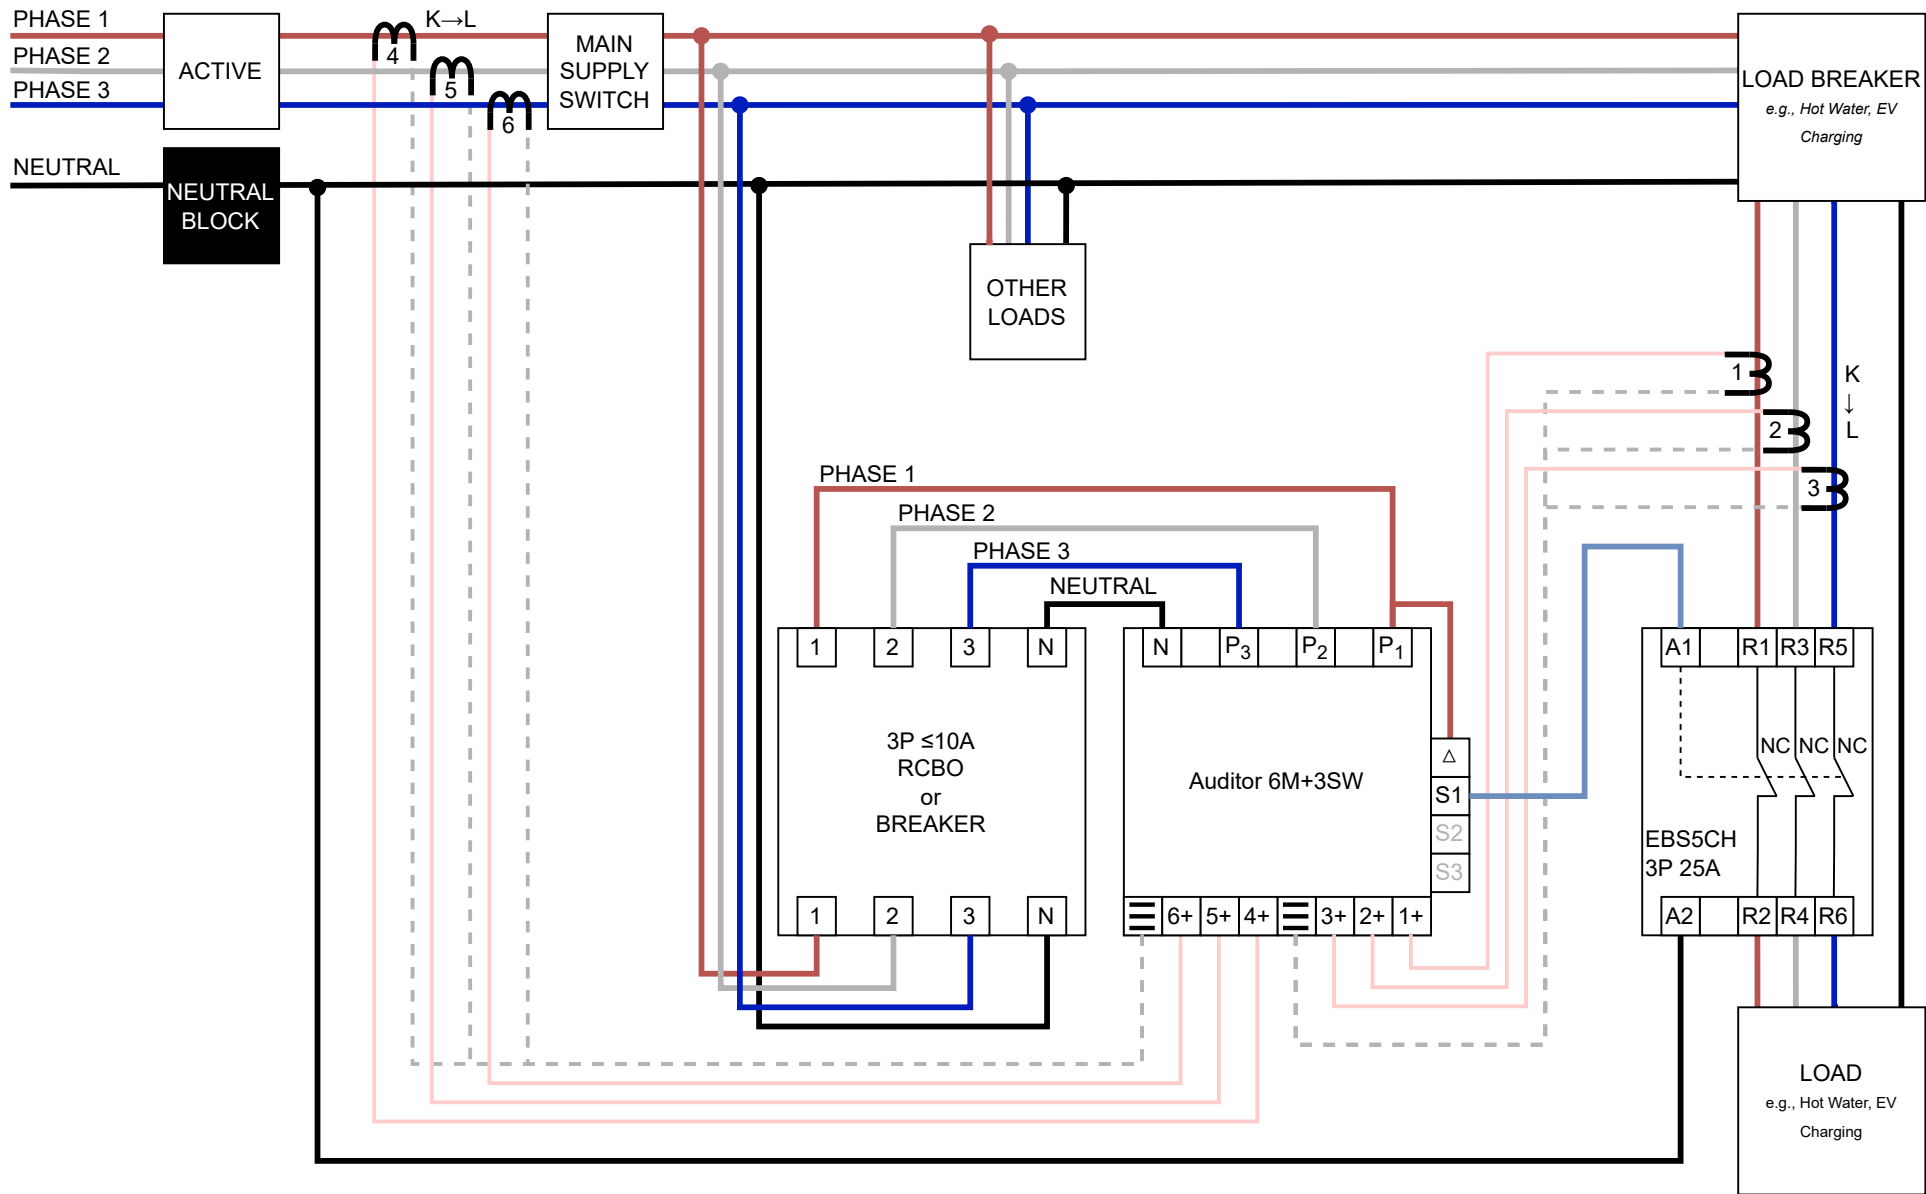 PHASE 1
PHASE 2
PHASE 3
NEUTRAL
ACTIVE
NEUTRAL
BLOCK
K→L
4
5
6
MAIN
SUPPLY
SWITCH
LOAD BREAKER
e.g., Hot Water, EV
Charging
OTHER
LOADS
1
2
3
K
↓
L
PHASE 1
PHASE 2
PHASE 3
NEUTRAL
1 2 3 N
3P ≤10A
RCBO
or
BREAKER
1 2 3 N
N P3 P2 P1
Auditor 6M+3SW
△
S1
S2
S3
6+ 5+ 4+ 3+ 2+ 1+
A1 R1 R3 R5
NC NC NC
EBS5CH
3P 25A
A2 R2 R4 R6
LOAD
e.g., Hot Water, EV
Charging